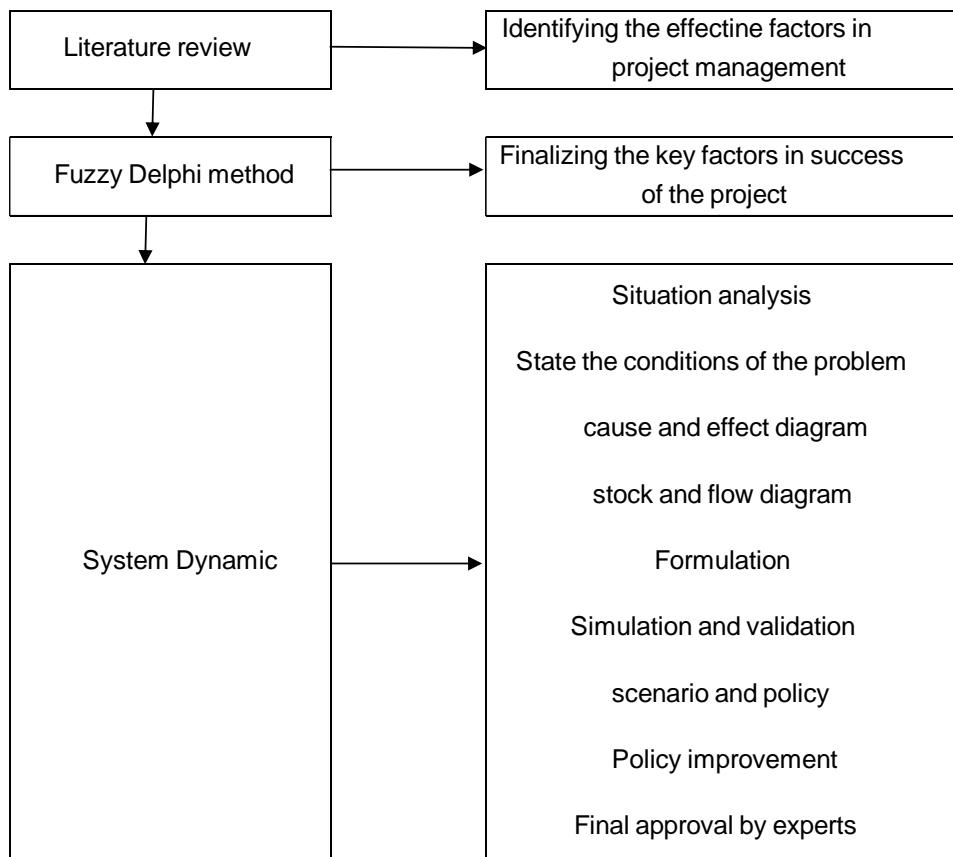 Literature review
Identifying the effectine factors in
project management
Fuzzy Delphi method
Finalizing the key factors in success
of the project
System Dynamic
Situation analysis
State the conditions of the problem
cause and effect diagram
stock and flow diagram
Formulation
Simulation and validation
scenario and policy
Policy improvement
Final approval by experts